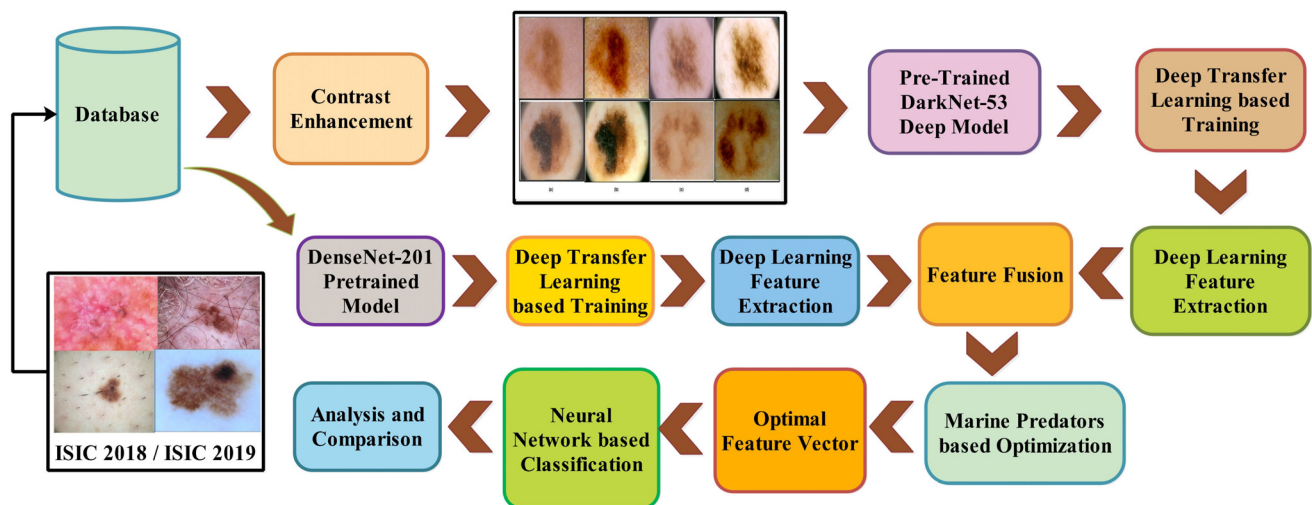 Database
Contrast
Enhancement
(a)
(b)
(c)
(d)
Pre-Trained
DarkNet-53
Deep Model
Deep Transfer
Learning based
Training
DenseNet-201
Pretrained
Model
Deep Transfer
Learning
based Training
Deep Learning
Feature
Extraction
Feature Fusion
Deep Learning
Feature
Extraction
ISIC 2018 / ISIC 2019
Analysis and
Comparison
Neural
Network based
Classification
Optimal
Feature Vector
Marine Predators
based Optimization